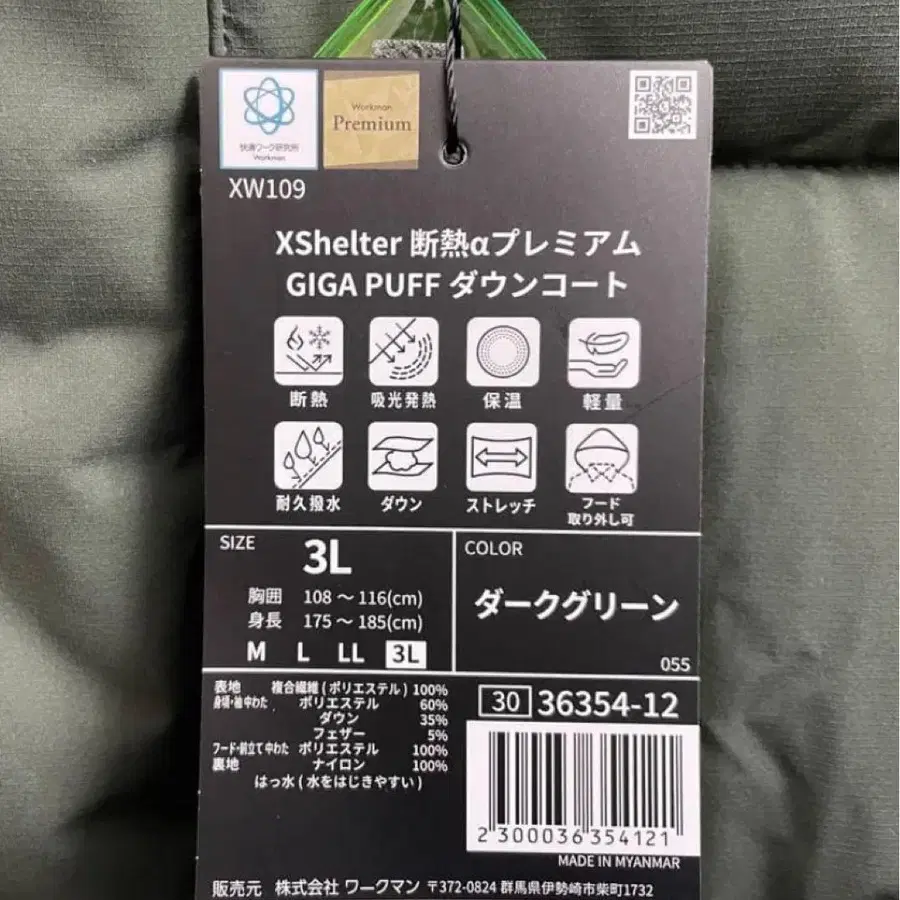 快適ワーク研究所
Workman
Workman
Premium
XW109
XShelter 断熱αプレミアム
GIGA PUFF ダウンコート
断熱 吸光発熱 保温 軽量
耐久撥水 ダウン ストレッチ フード
取り外し可
SIZE
3L
胸囲 108 ～ 116(cm)
身長 175 ～ 185(cm)
M L LL 3L
COLOR
ダークグリーン
055
表地 複合繊維 ( ポリエステル ) 100%
身頃・袖 中わた ポリエステル 60%
ダウン 35%
フェザー 5%
フード・前立て 中わた ポリエステル 100%
裏地 ナイロン 100%
はっ水 ( 水をはじきやすい )
30 36354-12
2 300036 354121
MADE IN MYANMAR
販売元 株式会社 ワークマン 〒372-0824 群馬県伊勢崎市柴町1732